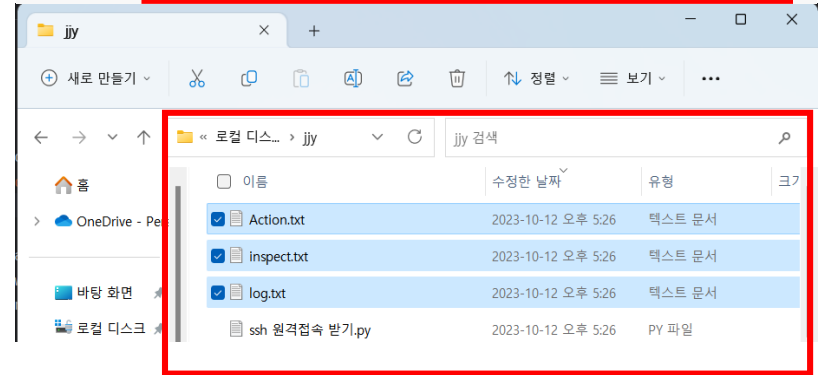 jjy
새로 만들기
정렬
보기
« 로컬 디스... › jjy
jjy 검색
홈
이름
수정한 날짜
유형
크기
OneDrive - Per
Action.txt
2023-10-12 오후 5:26
텍스트 문서
inspect.txt
2023-10-12 오후 5:26
텍스트 문서
바탕 화면
log.txt
2023-10-12 오후 5:26
텍스트 문서
로컬 디스크
ssh 원격접속 받기.py
2023-10-12 오후 5:26
PY 파일